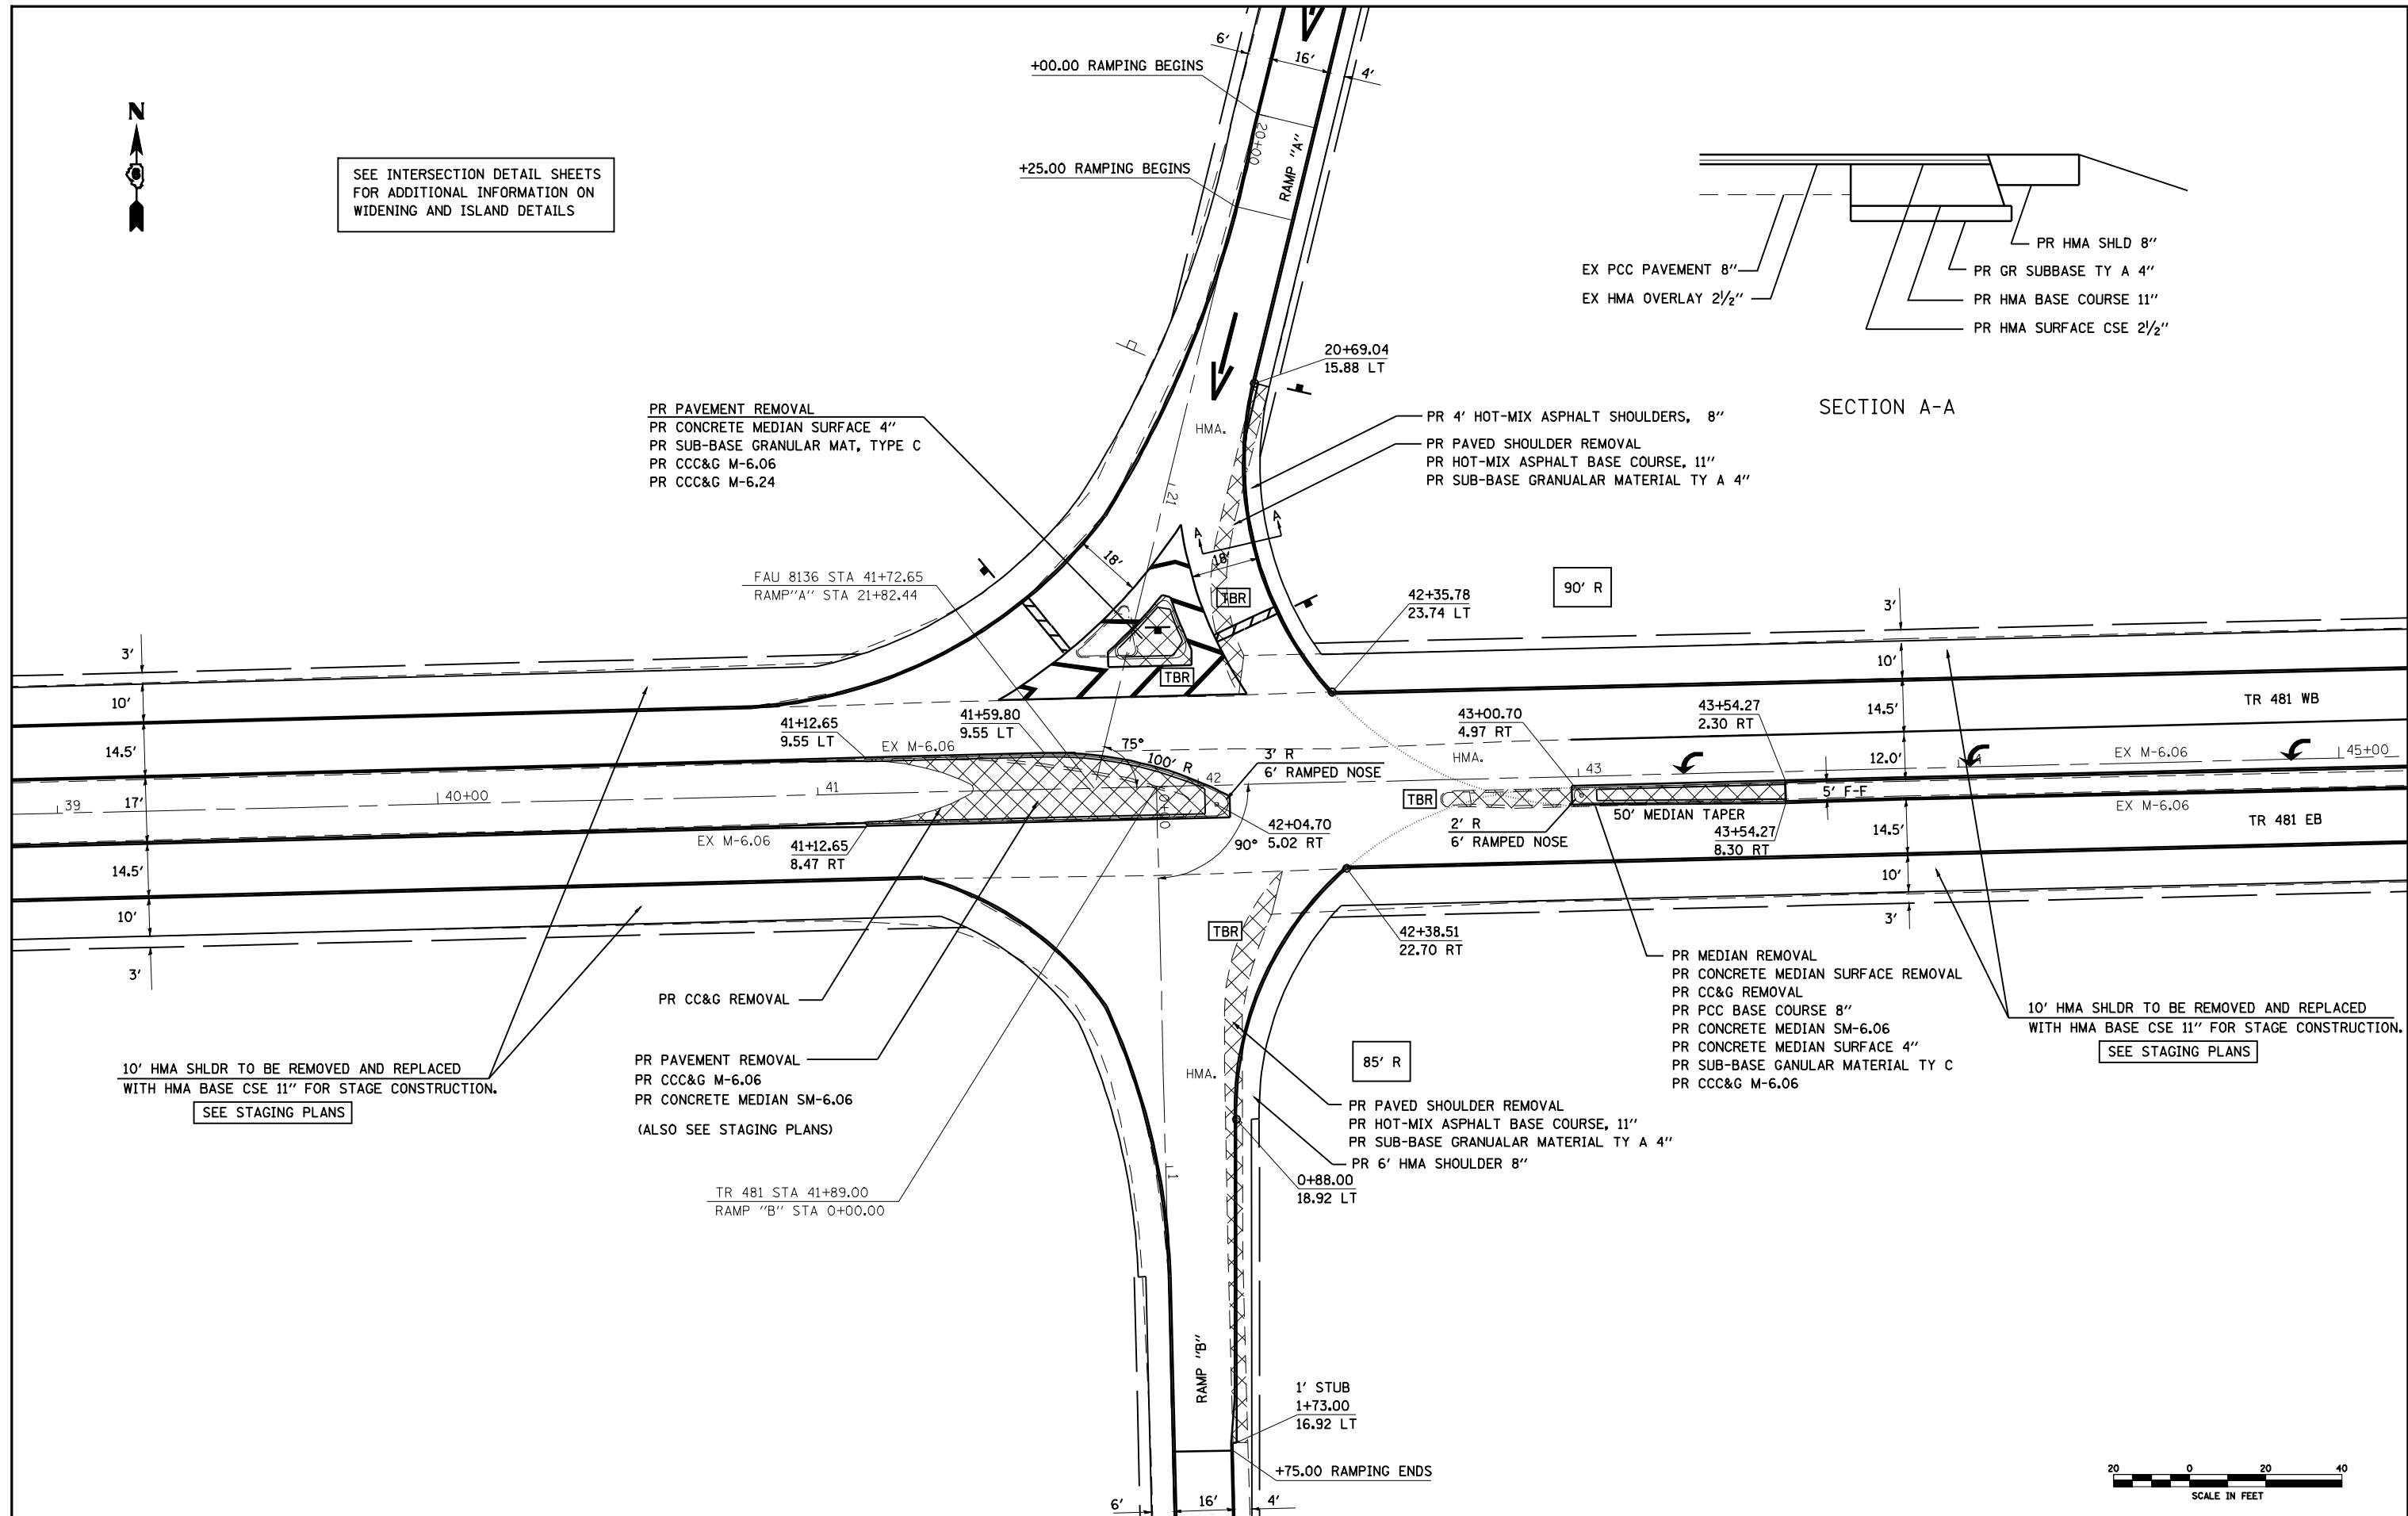 6'
16'
4'
+00.00 RAMPING BEGINS
20+00
RAMP "A"
+25.00 RAMPING BEGINS
N
6
SEE INTERSECTION DETAIL SHEETS
FOR ADDITIONAL INFORMATION ON
WIDENING AND ISLAND DETAILS
PR HMA SHLD 8"
EX PCC PAVEMENT 8"
PR GR SUBBASE TY A 4"
EX HMA OVERLAY 2 1/2"
PR HMA BASE COURSE 11"
PR HMA SURFACE CSE 2 1/2"
SECTION A-A
20+69.04
15.88 LT
PR PAVEMENT REMOVAL
PR CONCRETE MEDIAN SURFACE 4"
PR SUB-BASE GRANULAR MAT, TYPE C
PR CCC&G M-6.06
PR CCC&G M-6.24
HMA.
PR 4' HOT-MIX ASPHALT SHOULDERS, 8"
PR PAVED SHOULDER REMOVAL
PR HOT-MIX ASPHALT BASE COURSE, 11"
PR SUB-BASE GRANUALAR MATERIAL TY A 4"
21
A
A
18'
18'
FAU 8136 STA 41+72.65
RAMP"A" STA 21+82.44
TBR
42+35.78
23.74 LT
90' R
3'
3'
10'
10'
TBR
14.5'
14.5'
TR 481 WB
41+12.65
9.55 LT
41+59.80
9.55 LT
EX M-6.06
75°
100' R
42
3' R
6' RAMPED NOSE
43+00.70
4.97 RT
43+54.27
2.30 RT
HMA.
43
12.0'
EX M-6.06
45+00
39
17'
40+00
41
0+00
TBR
5' F-F
EX M-6.06
50' MEDIAN TAPER
EX M-6.06
41+12.65
8.47 RT
42+04.70
5.02 RT
90°
2' R
6' RAMPED NOSE
43+54.27
8.30 RT
14.5'
TR 481 EB
14.5'
10'
10'
3'
3'
TBR
42+38.51
22.70 RT
PR CC&G REMOVAL
PR MEDIAN REMOVAL
PR CONCRETE MEDIAN SURFACE REMOVAL
PR CC&G REMOVAL
PR PCC BASE COURSE 8"
PR CONCRETE MEDIAN SM-6.06
PR CONCRETE MEDIAN SURFACE 4"
PR SUB-BASE GANULAR MATERIAL TY C
PR CCC&G M-6.06
10' HMA SHLDR TO BE REMOVED AND REPLACED
WITH HMA BASE CSE 11" FOR STAGE CONSTRUCTION.
SEE STAGING PLANS
10' HMA SHLDR TO BE REMOVED AND REPLACED
WITH HMA BASE CSE 11" FOR STAGE CONSTRUCTION.
SEE STAGING PLANS
PR PAVEMENT REMOVAL
PR CCC&G M-6.06
PR CONCRETE MEDIAN SM-6.06
(ALSO SEE STAGING PLANS)
HMA.
85' R
PR PAVED SHOULDER REMOVAL
PR HOT-MIX ASPHALT BASE COURSE, 11"
PR SUB-BASE GRANUALAR MATERIAL TY A 4"
PR 6' HMA SHOULDER 8"
1
0+88.00
18.92 LT
TR 481 STA 41+89.00
RAMP "B" STA 0+00.00
RAMP "B"
1' STUB
1+73.00
16.92 LT
+75.00 RAMPING ENDS
6'
16'
4'
20 0 20 40
SCALE IN FEET